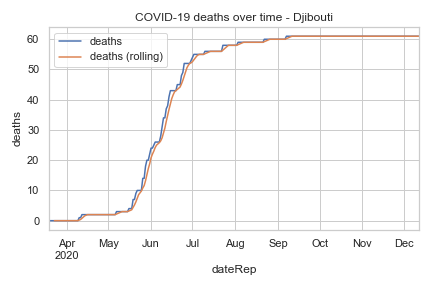 COVID-19 deaths over time - Djibouti
deaths
deaths (rolling)
60
50
40
30
20
10
0
deaths
Apr May Jun Jul Aug Sep Oct Nov Dec
2020
dateRep